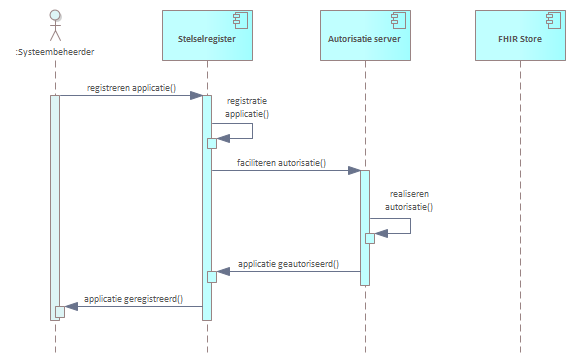 :Systeembeheerder
Stelselregister
Autorisatie server
FHIR Store
registreren applicatie()
registratie
applicatie()
faciliteren autorisatie()
realiseren
autorisatie()
applicatie geautoriseerd()
applicatie geregistreerd()